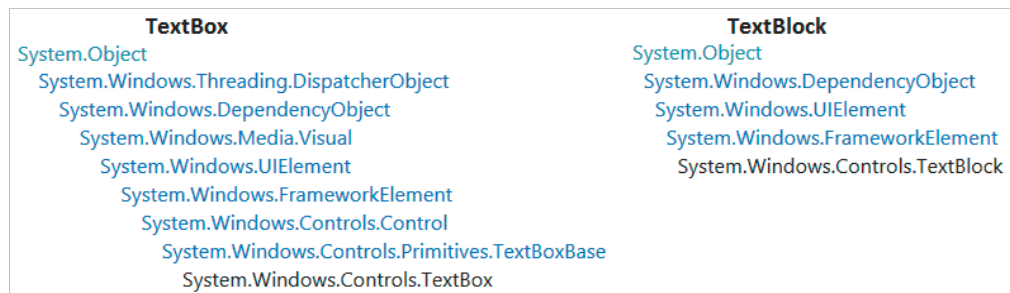 TextBox
System.Object
System.Windows.Threading.DispatcherObject
System.Windows.DependencyObject
System.Windows.Media.Visual
System.Windows.UIElement
System.Windows.FrameworkElement
System.Windows.Controls.Control
System.Windows.Controls.Primitives.TextBoxBase
System.Windows.Controls.TextBox
TextBlock
System.Object
System.Windows.DependencyObject
System.Windows.UIElement
System.Windows.FrameworkElement
System.Windows.Controls.TextBlock